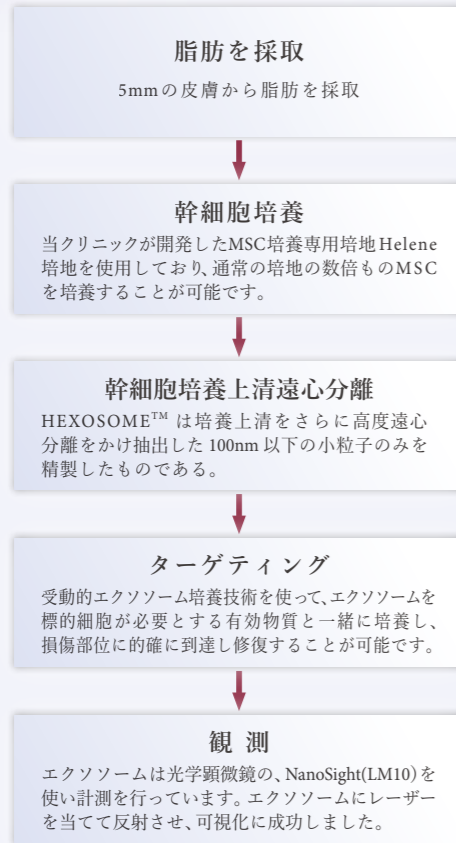 脂肪を採取
5mmの皮膚から脂肪を採取
幹細胞培養
当クリニックが開発したMSC培養専用培地Helene
培地を使用しており、通常の培地の数倍ものMSC
を培養することが可能です。
幹細胞培養上清遠心分離
HEXOSOME™ は培養上清をさらに高度遠心
分離をかけ抽出した 100nm 以下の小粒子のみを
精製したものである。
ターゲティング
受動的エクソソーム培養技術を使って、エクソソームを
標的細胞が必要とする有効物質と一緒に培養し、
損傷部位に的確に到達し修復することが可能です。
観 測
エクソソームは光学顕微鏡の、NanoSight(LM10)を
使い計測を行っています。エクソソームにレーザー
を当てて反射させ、可視化に成功しました。